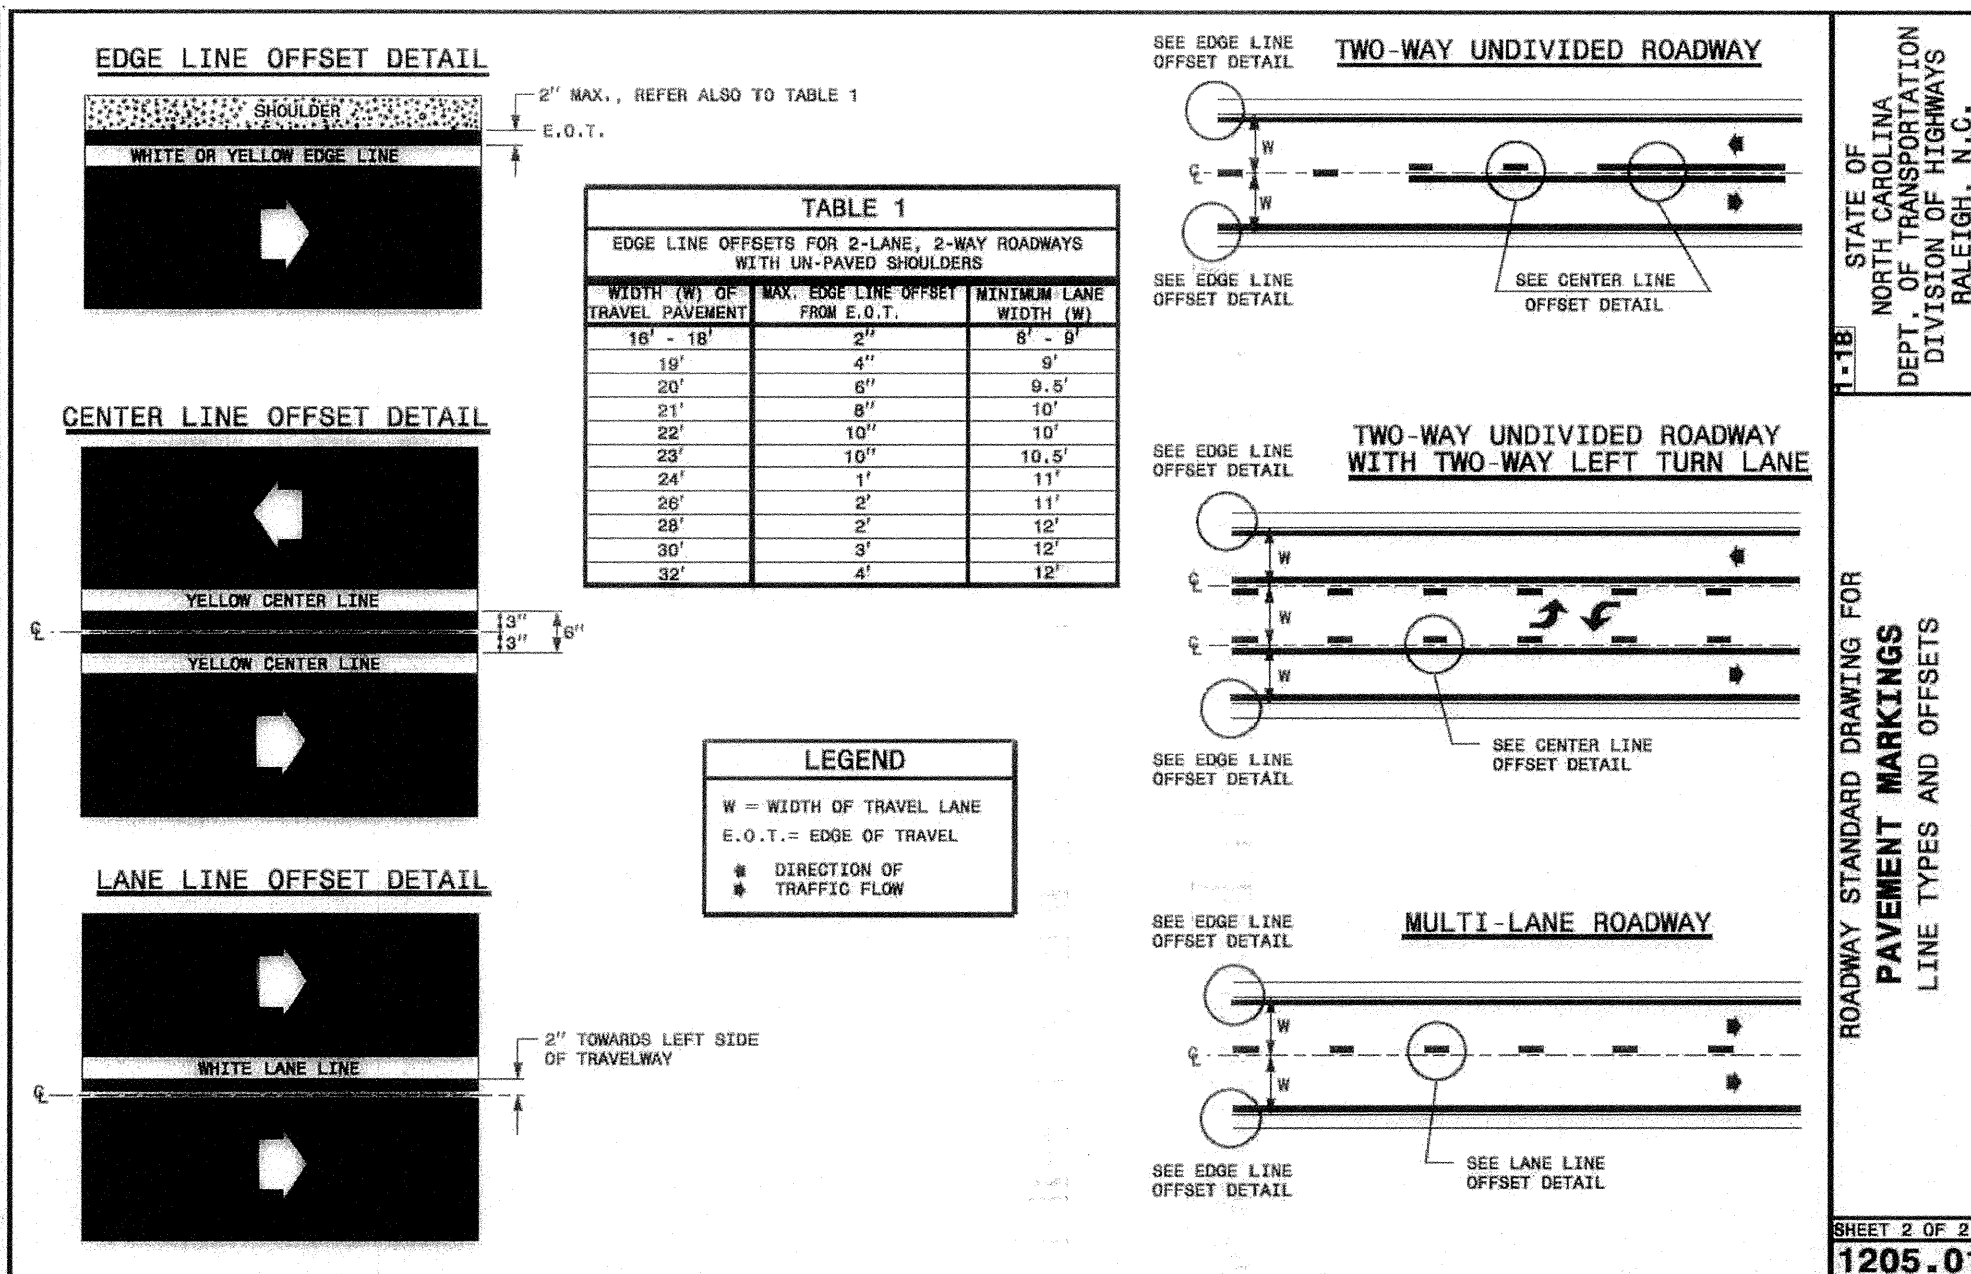 EDGE LINE OFFSET DETAIL
SHOULDER
WHITE OR YELLOW EDGE LINE
2" MAX., REFER ALSO TO TABLE 1
E.O.T.
TABLE 1
EDGE LINE OFFSETS FOR 2-LANE, 2-WAY ROADWAYS
WITH UN-PAVED SHOULDERS
WIDTH (W) OF TRAVEL PAVEMENT MAX. EDGE LINE OFFSET FROM E.O.T. MINIMUM LANE WIDTH (W)
16' - 18' 2" 8' - 9'
19' 4" 9'
20' 6" 9.5'
21' 8" 10'
22' 10" 10'
23' 10" 10.5'
24' 1' 11'
26' 2' 11'
28' 2' 12'
30' 3' 12'
32' 4' 12'
CENTER LINE OFFSET DETAIL
YELLOW CENTER LINE
℄
3"
3"
6"
YELLOW CENTER LINE
LEGEND
W = WIDTH OF TRAVEL LANE
E.O.T.= EDGE OF TRAVEL
DIRECTION OF
TRAFFIC FLOW
LANE LINE OFFSET DETAIL
WHITE LANE LINE
℄
2" TOWARDS LEFT SIDE
OF TRAVELWAY
TWO-WAY UNDIVIDED ROADWAY
SEE EDGE LINE
OFFSET DETAIL
W
℄
W
SEE EDGE LINE
OFFSET DETAIL
SEE CENTER LINE
OFFSET DETAIL
TWO-WAY UNDIVIDED ROADWAY
WITH TWO-WAY LEFT TURN LANE
SEE EDGE LINE
OFFSET DETAIL
W
℄
W
℄
W
SEE EDGE LINE
OFFSET DETAIL
SEE CENTER LINE
OFFSET DETAIL
MULTI-LANE ROADWAY
SEE EDGE LINE
OFFSET DETAIL
W
℄
W
SEE EDGE LINE
OFFSET DETAIL
SEE LANE LINE
OFFSET DETAIL
1-18
STATE OF
NORTH CAROLINA
DEPT. OF TRANSPORTATION
DIVISION OF HIGHWAYS
RALEIGH, N.C.
ROADWAY STANDARD DRAWING FOR
PAVEMENT MARKINGS
LINE TYPES AND OFFSETS
SHEET 2 OF 2
1205.01